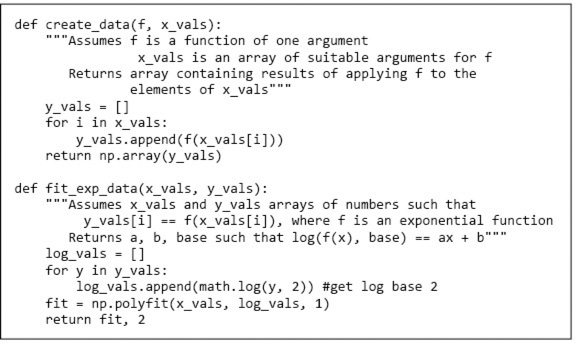 def create_data(f, x_vals):
    """Assumes f is a function of one argument
               x_vals is an array of suitable arguments for f
       Returns array containing results of applying f to the
              elements of x_vals"""
    y_vals = []
    for i in x_vals:
        y_vals.append(f(x_vals[i]))
    return np.array(y_vals)

def fit_exp_data(x_vals, y_vals):
    """Assumes x_vals and y_vals arrays of numbers such that
         y_vals[i] == f(x_vals[i]), where f is an exponential function
       Returns a, b, base such that log(f(x), base) == ax + b"""
    log_vals = []
    for y in y_vals:
        log_vals.append(math.log(y, 2)) #get log base 2
    fit = np.polyfit(x_vals, log_vals, 1)
    return fit, 2